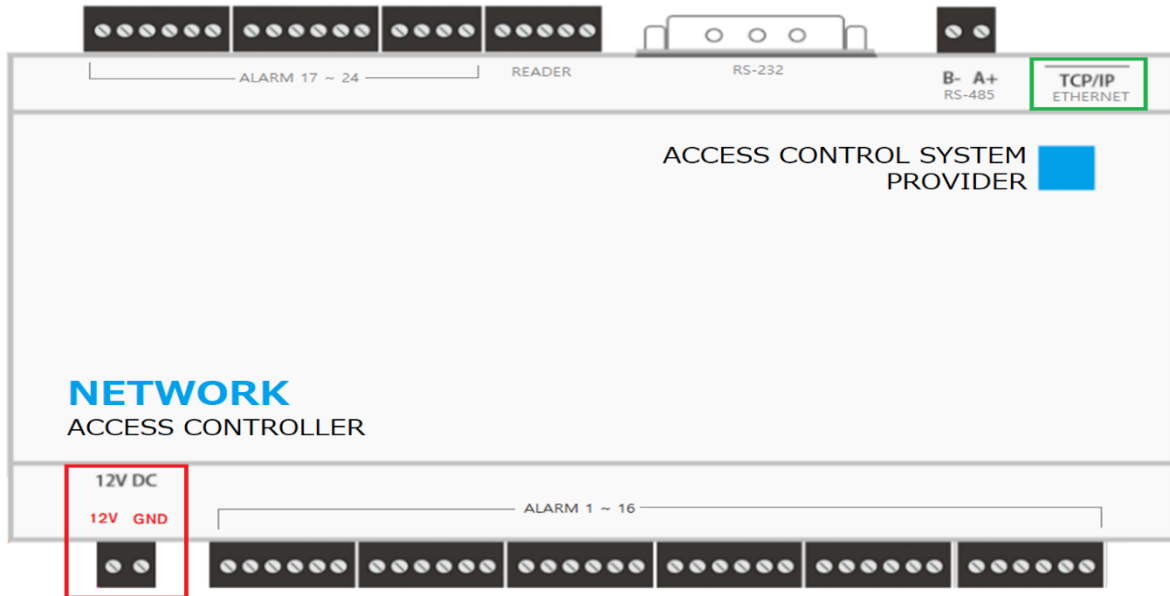 ALARM 17 ~ 24
READER
RS-232
B- A+
RS-485
TCP/IP
ETHERNET
ACCESS CONTROL SYSTEM
PROVIDER
NETWORK
ACCESS CONTROLLER
12V DC
12V GND
ALARM 1 ~ 16